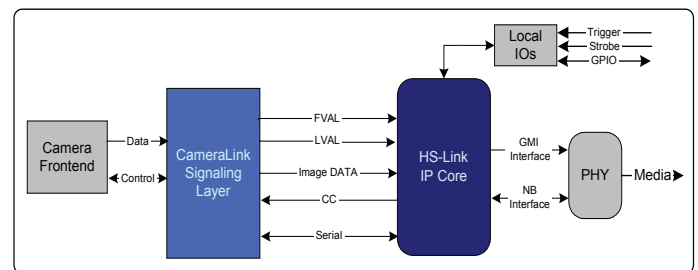 Local
IOs
Trigger
Strobe
GPIO
Camera
Frontend
Data
Control
CameraLink
Signaling
Layer
FVAL
LVAL
Image DATA
CC
Serial
HS-Link
IP Core
GMI
Interface
NB
Interface
PHY
Media